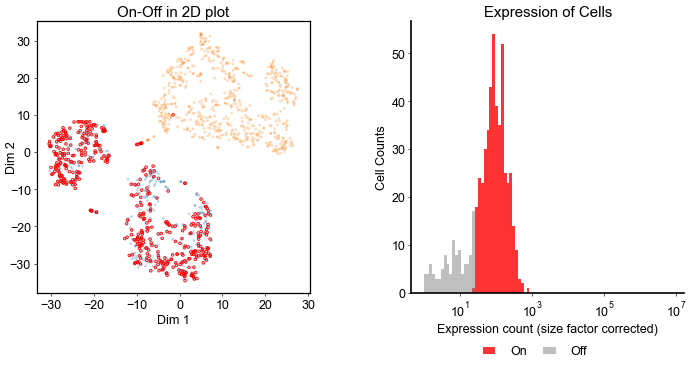 On-Off in 2D plot
30
20
10
0
−10
−20
−30
Dim 2
−30 −20 −10 0 10 20 30
Dim 1
Expression of Cells
50
40
30
20
10
0
Cell Counts
10^1 10^3 10^5 10^7
Expression count (size factor corrected)
On Off